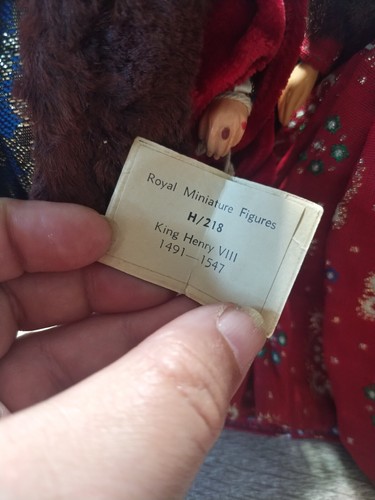 Royal Miniature Figures
H/218
King Henry VIII
1491—1547